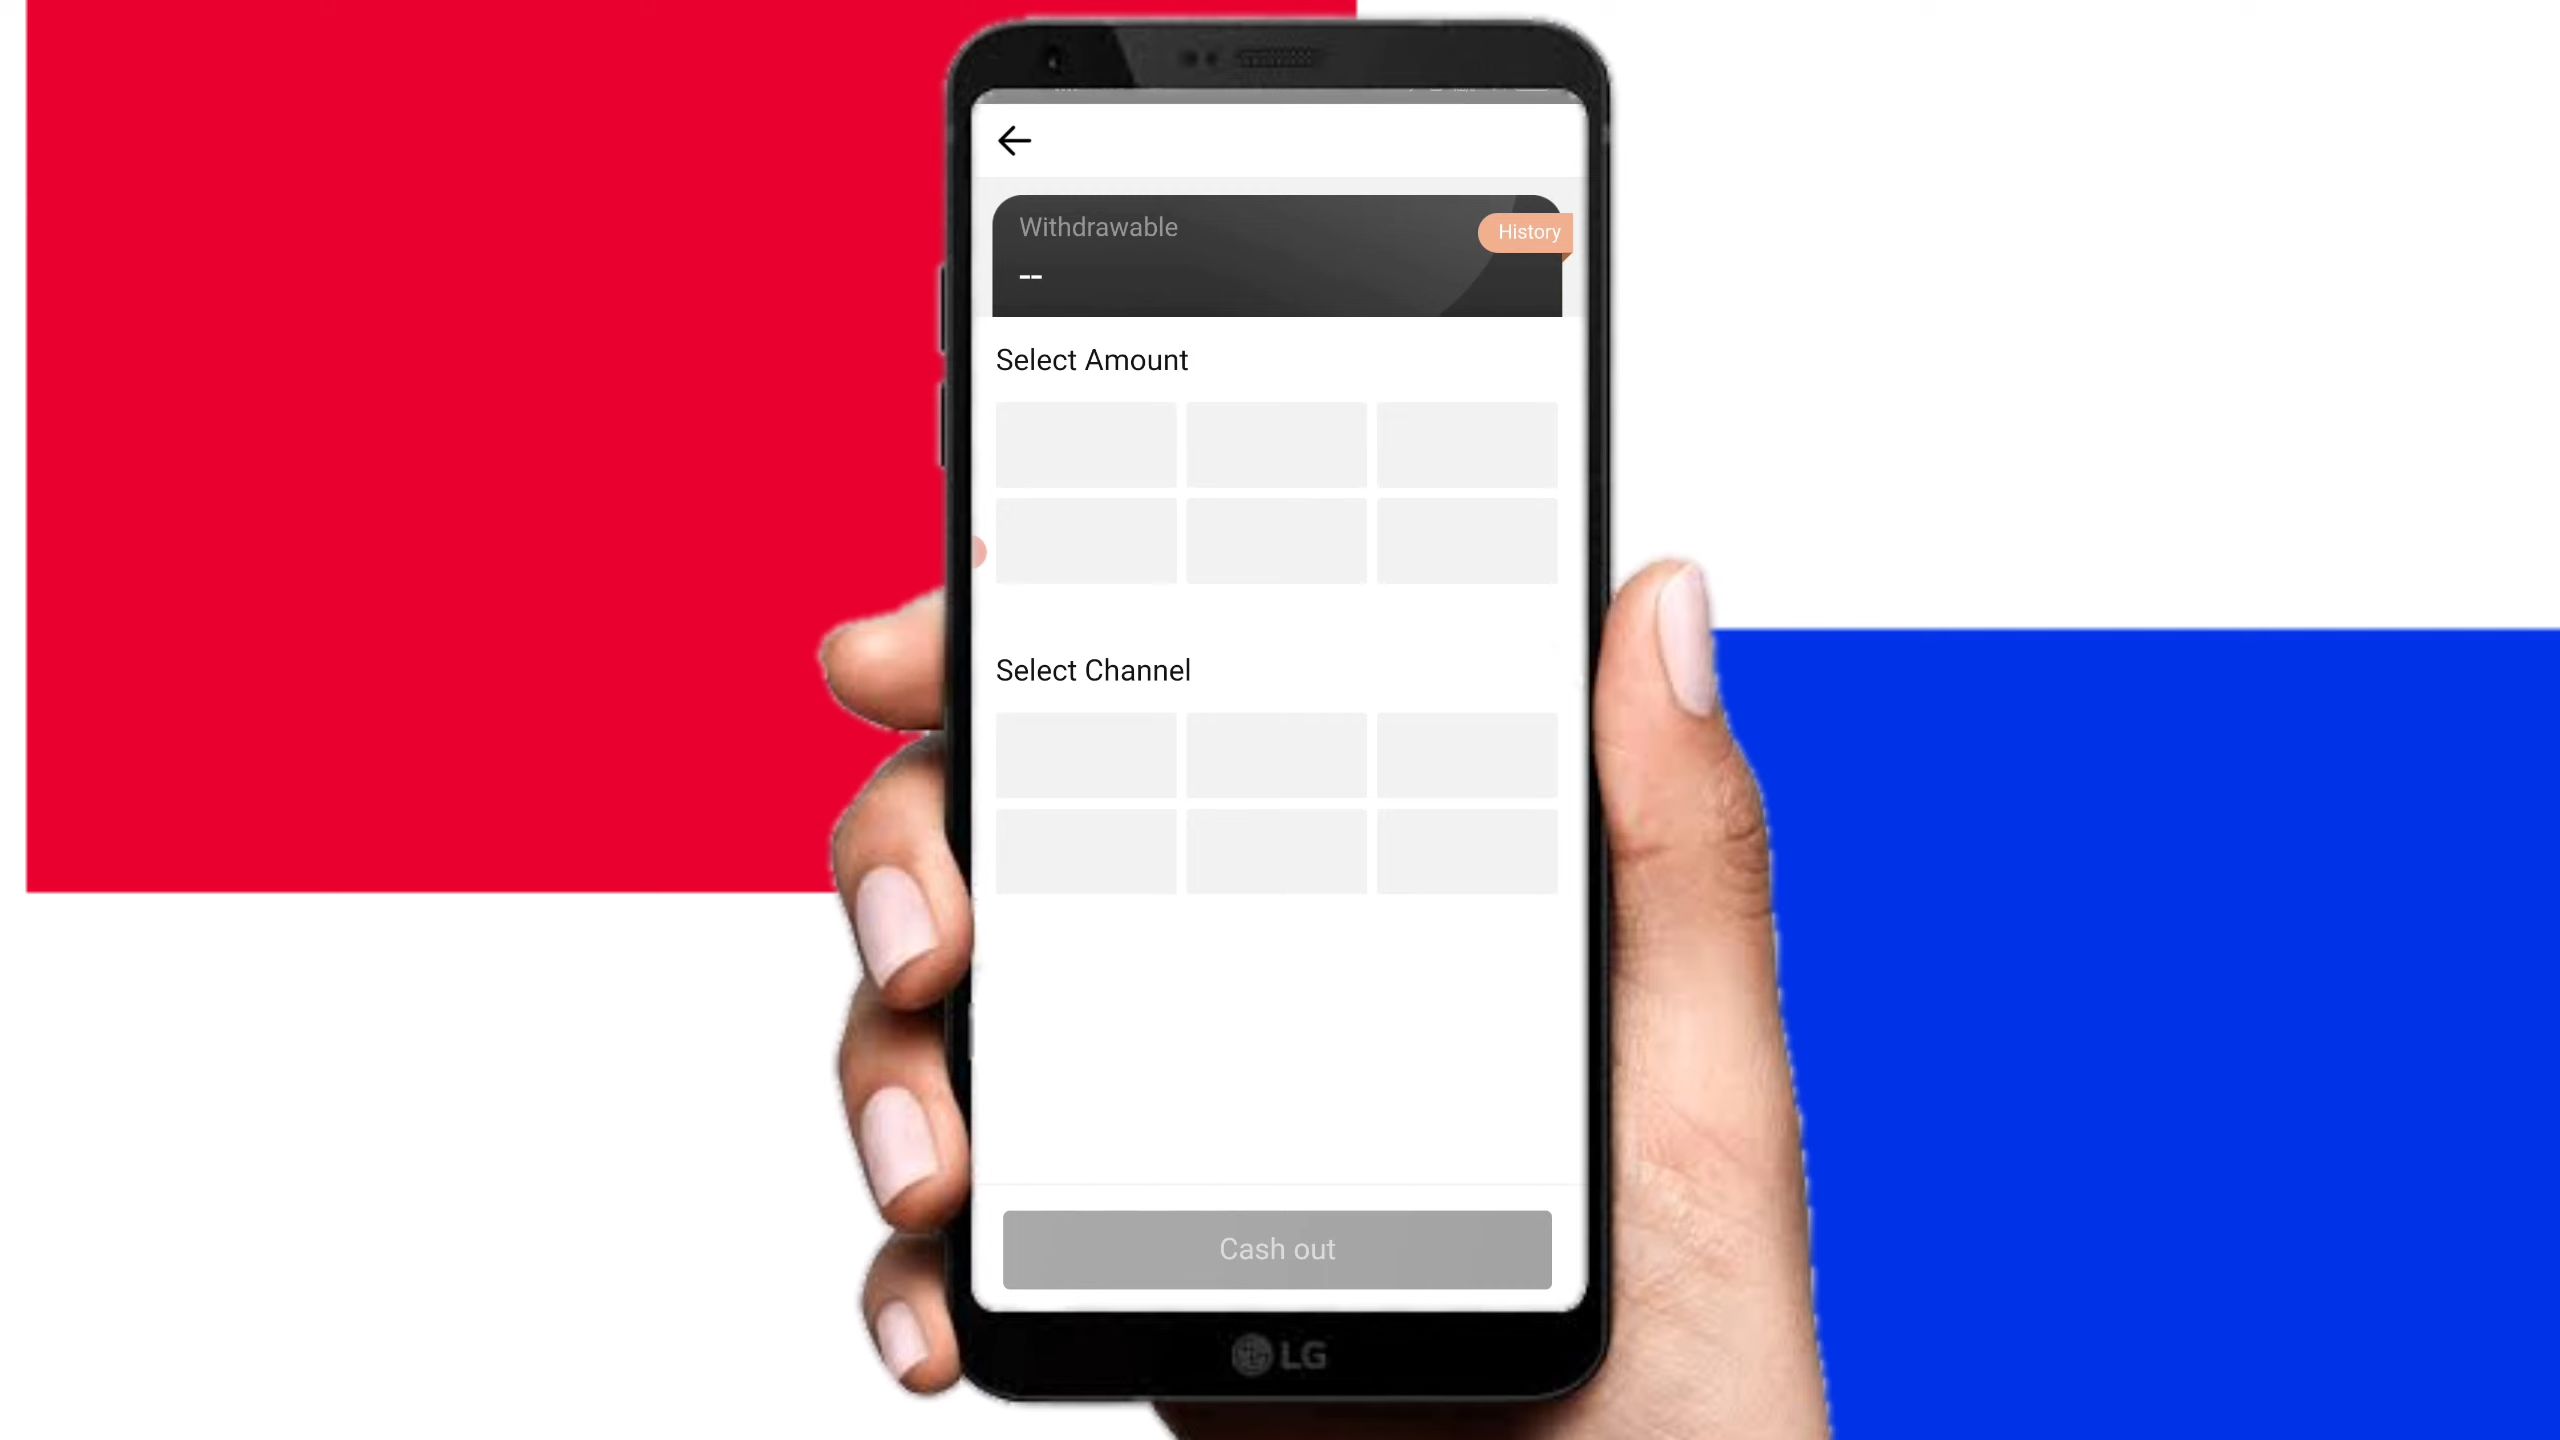 Withdrawable
History
--
Select Amount
Select Channel
Cash out
LG